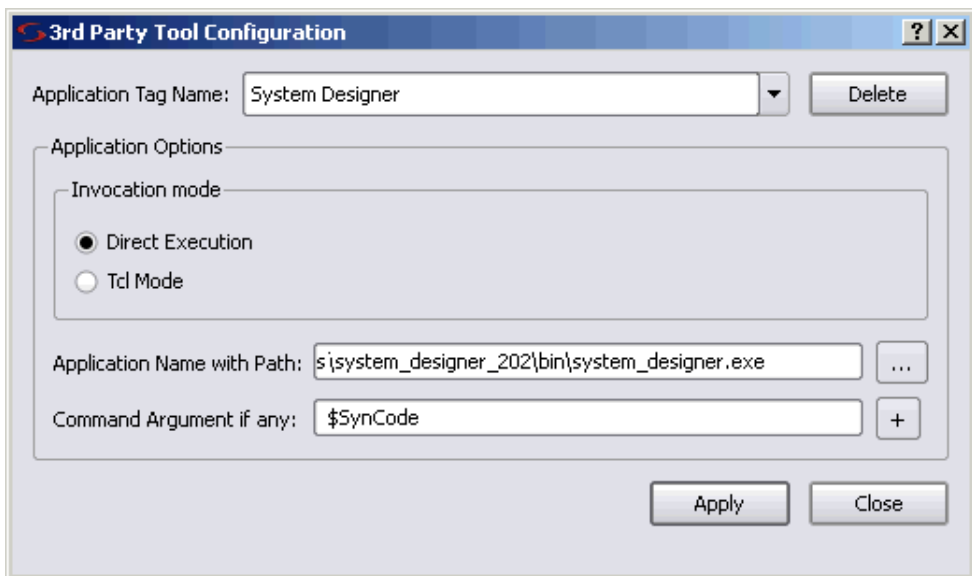 3rd Party Tool Configuration
?
Application Tag Name: System Designer Delete
Application Options
Invocation mode
Direct Execution
Tcl Mode
Application Name with Path: s\system_designer_202\bin\system_designer.exe ...
Command Argument if any: $SynCode +
Apply Close